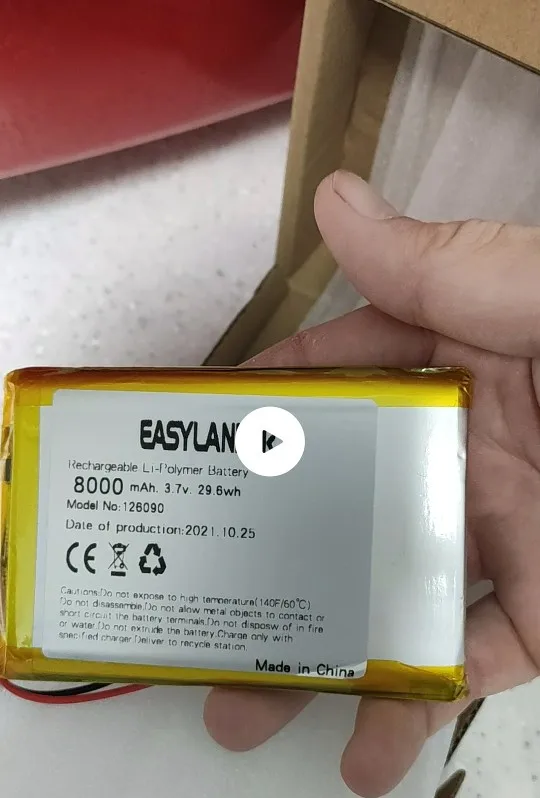 EASYLAN
Rechargeable Li-Polymer Battery
8000 mAh. 3.7v. 29.6wh
Model No:126090
Date of production:2021.10.25
CE
Cautions:Do not expose to high temperature(140F/60°C)
Do not disassemble,Do not allow metal objects to contact or
short circuit the battery terminals.Do not disposw of in fire
or water.Do not extrude the battery.Charge only with
specified charger.Deliver to recycle station.
Made in China